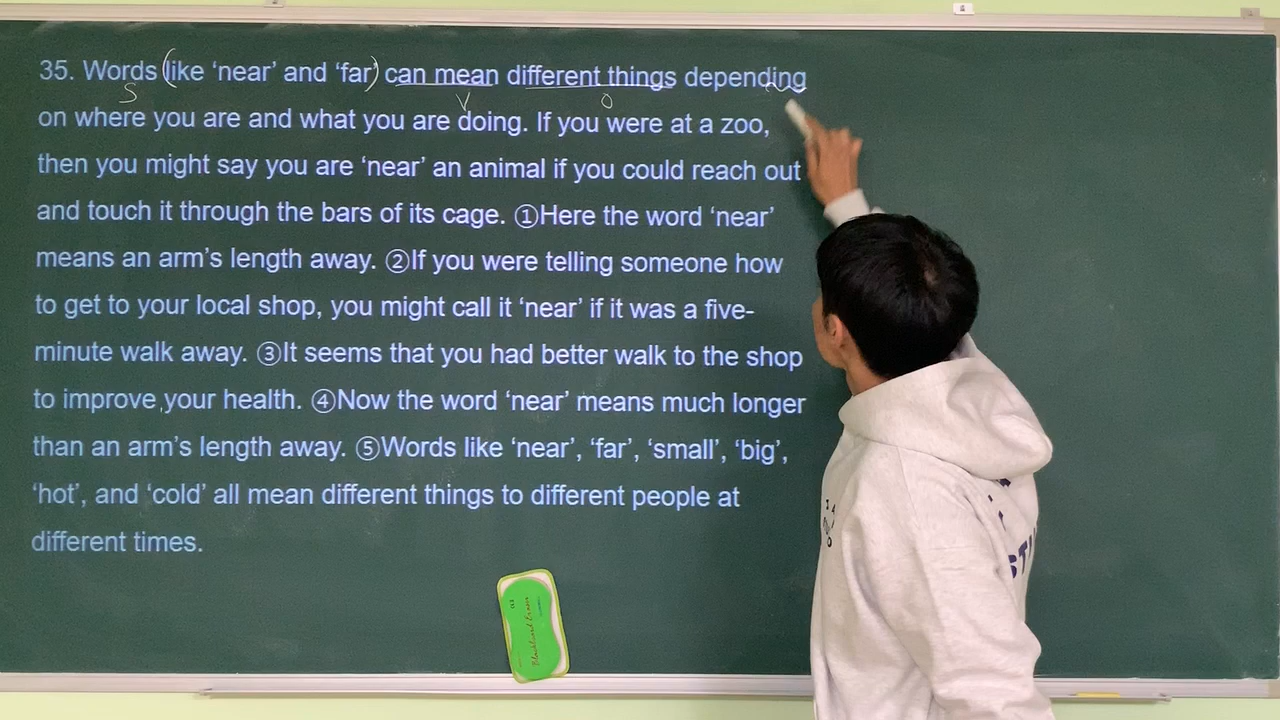 35. Words (like ‘near’ and ‘far’) can mean different things depending
S V O
on where you are and what you are doing. If you were at a zoo,
then you might say you are ‘near’ an animal if you could reach out
and touch it through the bars of its cage. ①Here the word ‘near’
means an arm’s length away. ②If you were telling someone how
to get to your local shop, you might call it ‘near’ if it was a five-
minute walk away. ③It seems that you had better walk to the shop
to improve your health. ④Now the word ‘near’ means much longer
than an arm’s length away. ⑤Words like ‘near’, ‘far’, ‘small’, ‘big’,
‘hot’, and ‘cold’ all mean different things to different people at
different times.
Blackboard Eraser